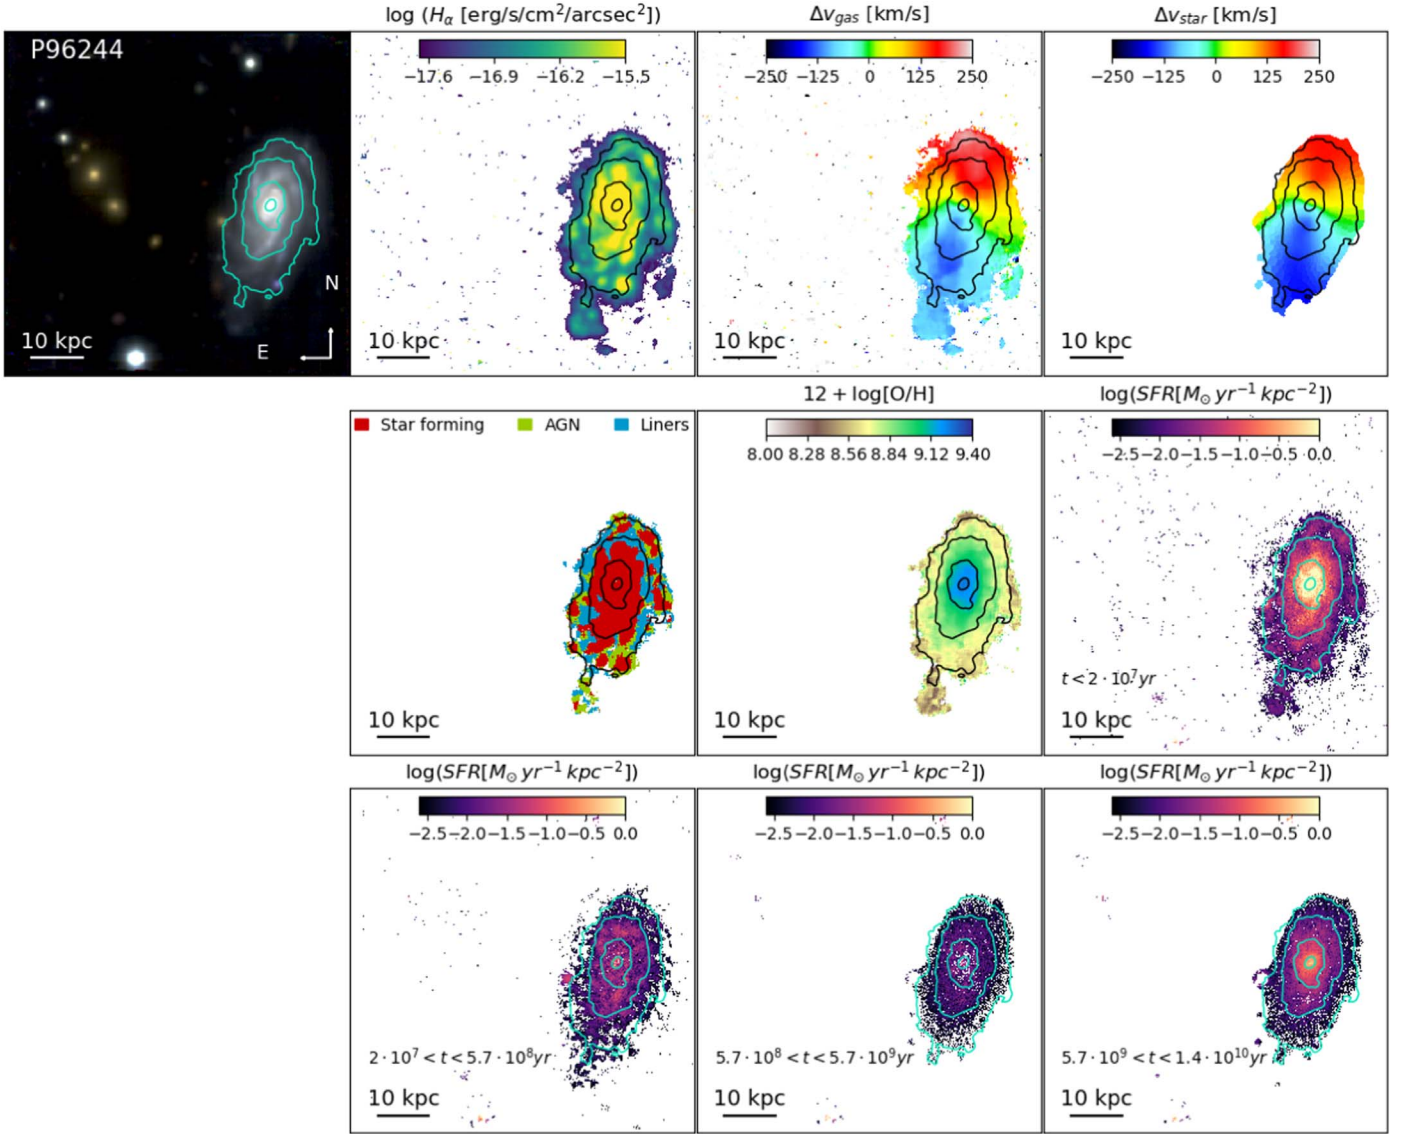 log (Hα [erg/s/cm²/arcsec²])
Δv_gas [km/s]
Δv_star [km/s]
P96244
−17.6 −16.9 −16.2 −15.5
−250 −125 0 125 250
−250 −125 0 125 250
N
E
10 kpc
10 kpc
10 kpc
10 kpc
12 + log[O/H]
log(SFR[M⊙ yr⁻¹ kpc⁻²])
Star forming AGN Liners
8.00 8.28 8.56 8.84 9.12 9.40
−2.5 −2.0 −1.5 −1.0 −0.5 0.0
t < 2 · 10⁷yr
10 kpc
10 kpc
10 kpc
log(SFR[M⊙ yr⁻¹ kpc⁻²])
log(SFR[M⊙ yr⁻¹ kpc⁻²])
log(SFR[M⊙ yr⁻¹ kpc⁻²])
−2.5 −2.0 −1.5 −1.0 −0.5 0.0
−2.5 −2.0 −1.5 −1.0 −0.5 0.0
−2.5 −2.0 −1.5 −1.0 −0.5 0.0
2 · 10⁷ < t < 5.7 · 10⁸yr
5.7 · 10⁸ < t < 5.7 · 10⁹yr
5.7 · 10⁹ < t < 1.4 · 10¹⁰yr
10 kpc
10 kpc
10 kpc